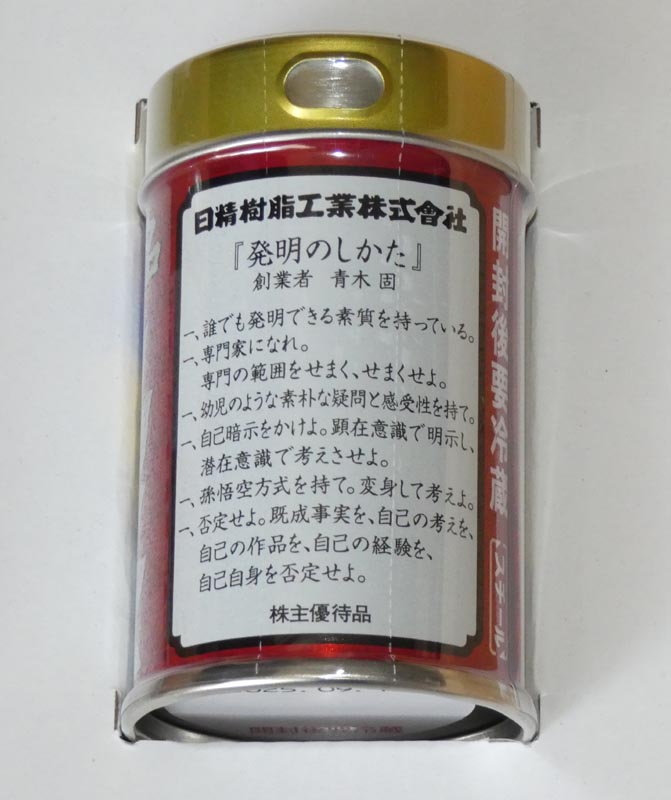 日精樹脂工業株式會社
『発明のしかた』
創業者 青木 固
一、誰でも発明できる素質を持っている。
一、専門家になれ。
専門の範囲をせまく、せまくせよ。
一、幼児のような素朴な疑問と感受性を持て。
一、自己暗示をかけよ。顕在意識で明示し、
潜在意識で考えさせよ。
一、孫悟空方式を持て。変身して考えよ。
一、否定せよ。既成事実を、自己の考えを、
自己の作品を、自己の経験を、
自己自身を否定せよ。
株主優待品
開封後要冷蔵